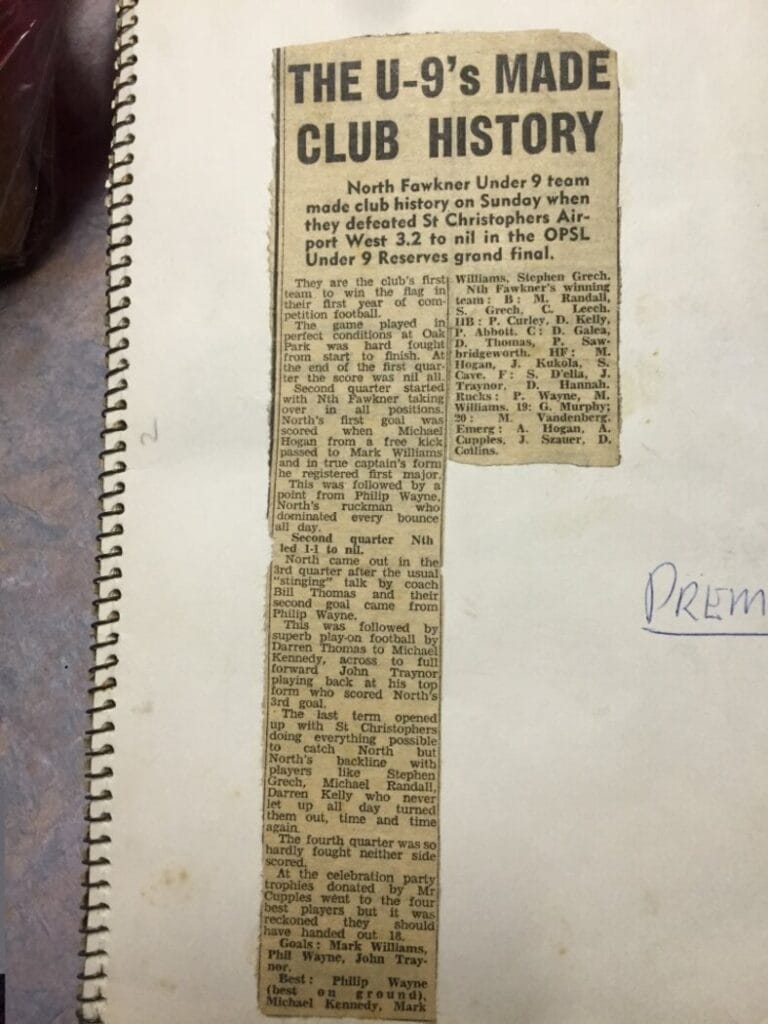 THE U-9's MADE
CLUB HISTORY
North Fawkner Under 9 team
made club history on Sunday when
they defeated St Christophers Air-
port West 3.2 to nil in the OPSL
Under 9 Reserves grand final.
They are the club's first
team to win the flag in
their first year of com-
petition football.
The game played in
perfect conditions at Oak
Park was hard fought
from start to finish. At
the end of the first quar-
ter the score was nil all.
Second quarter started
with Nth Fawkner taking
over in all positions.
North's first goal was
scored when Michael
Hogan from a free kick
passed to Mark Williams
and in true captain's form
he registered first major.
This was followed by a
point from Philip Wayne,
North's ruckman who
dominated every bounce
all day.
Second quarter Nth
led 1-1 to nil.
North came out in the
3rd quarter after the usual
"stinging" talk by coach
Bill Thomas and their
second goal came from
Philip Wayne.
This was followed by
superb play-on football by
Darren Thomas to Michael
Kennedy, across to full
forward John Traynor
playing back at his top
form who scored North's
3rd goal.
The last term opened
up with St Christophers
doing everything possible
to catch North but
North's backline with
players like Stephen
Grech, Michael Randall,
Darren Kelly who never
let up all day turned
them out, time and time
again.
The fourth quarter was so
hardly fought neither side
scored.
At the celebration party
trophies donated by Mr
Cupples went to the four
best players but it was
reckoned they should
have handed out 18.
Goals: Mark Williams,
Phil Wayne, John Tray-
nor.
Best: Philip Wayne
(best on ground),
Michael Kennedy, Mark
Williams, Stephen Grech.
Nth Fawkner's winning
team: B: M. Randall,
S. Grech, C. Leech.
HB: P. Curley, D. Kelly,
P. Abbott. C: D. Galea,
D. Thomas, P. Saw-
bridgeworth. HF: M.
Hogan, J. Kukola, S.
Cave. F: S. D'elia, J.
Traynor, D. Hannah.
Rucks: P. Wayne, M.
Williams. 19: G. Murphy;
20: M. Vandenberg.
Emerg: A. Hogan, A.
Cupples, J. Szauer, D.
Collins.
2
PREM